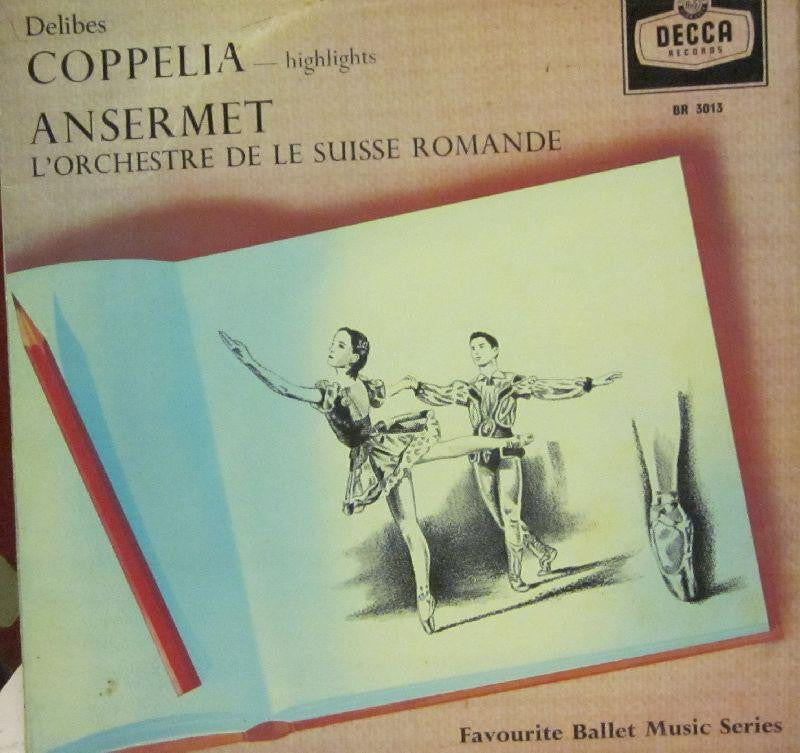 Delibes
COPPELIA — highlights
ANSERMET
L'ORCHESTRE DE LE SUISSE ROMANDE
DECCA
RECORDS
BR 3013
Favourite Ballet Music Series